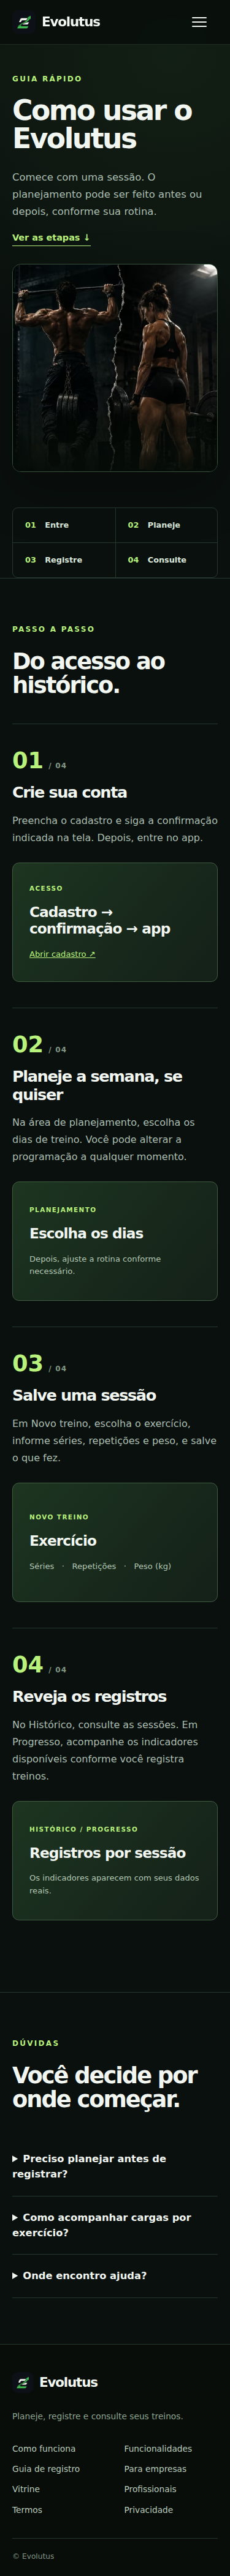 Evolutus
GUIA RÁPIDO
Como usar o
Evolutus
Comece com uma sessão. O
planejamento pode ser feito antes ou
depois, conforme sua rotina.
Ver as etapas ↓
01 Entre
02 Planeje
03 Registre
04 Consulte
PASSO A PASSO
Do acesso ao
histórico.
01 / 04
Crie sua conta
Preencha o cadastro e siga a confirmação
indicada na tela. Depois, entre no app.
ACESSO
Cadastro →
confirmação → app
Abrir cadastro ↗
02 / 04
Planeje a semana, se
quiser
Na área de planejamento, escolha os
dias de treino. Você pode alterar a
programação a qualquer momento.
PLANEJAMENTO
Escolha os dias
Depois, ajuste a rotina conforme
necessário.
03 / 04
Salve uma sessão
Em Novo treino, escolha o exercício,
informe séries, repetições e peso, e salve
o que fez.
NOVO TREINO
Exercício
Séries · Repetições · Peso (kg)
04 / 04
Reveja os registros
No Histórico, consulte as sessões. Em
Progresso, acompanhe os indicadores
disponíveis conforme você registra
treinos.
HISTÓRICO / PROGRESSO
Registros por sessão
Os indicadores aparecem com seus dados
reais.
DÚVIDAS
Você decide por
onde começar.
▶ Preciso planejar antes de
registrar?
▶ Como acompanhar cargas por
exercício?
▶ Onde encontro ajuda?
Evolutus
Planeje, registre e consulte seus treinos.
Como funciona
Funcionalidades
Guia de registro
Para empresas
Vitrine
Profissionais
Termos
Privacidade
© Evolutus